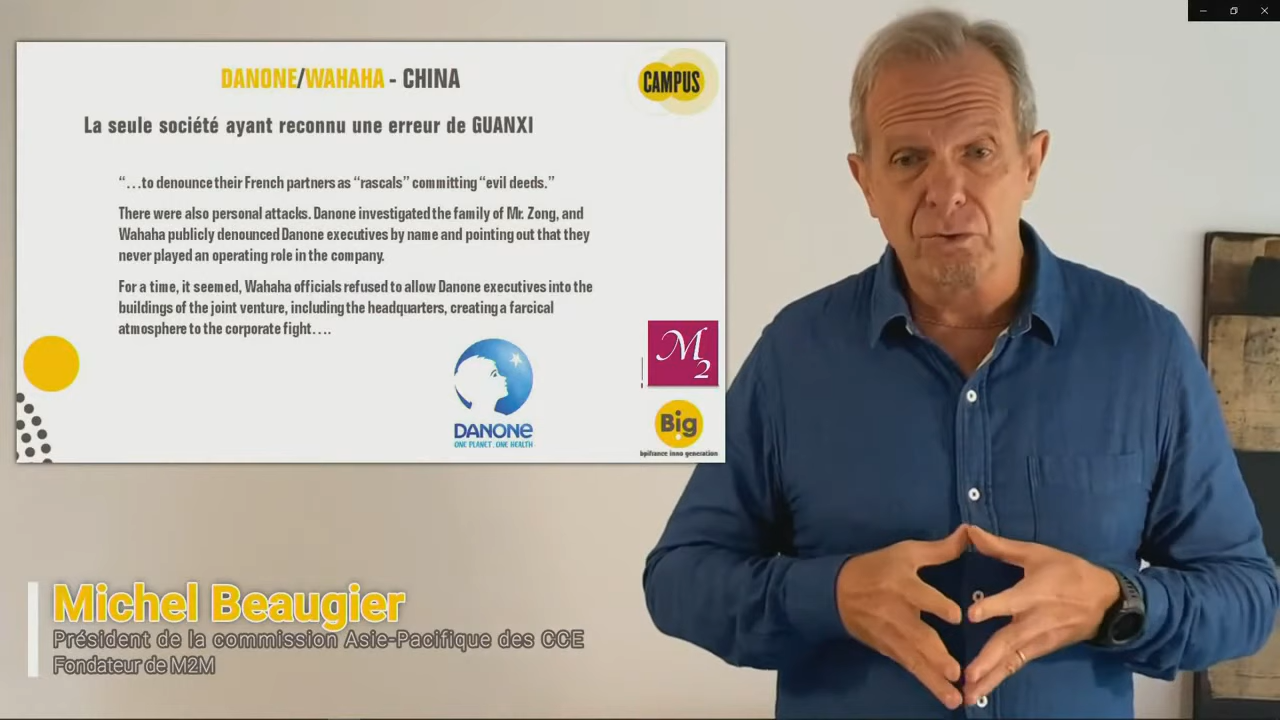 DANONE/WAHAHA - CHINA
CAMPUS
La seule société ayant reconnu une erreur de GUANXI
“…to denounce their French partners as “rascals” committing “evil deeds.”
There were also personal attacks. Danone investigated the family of Mr. Zong, and
Wahaha publicly denounced Danone executives by name and pointing out that they
never played an operating role in the company.
For a time, it seemed, Wahaha officials refused to allow Danone executives into the
buildings of the joint venture, including the headquarters, creating a farcical
atmosphere to the corporate fight….
M2
DANONE
ONE PLANET. ONE HEALTH
Big
bpifrance inno generation
Michel Beaugier
Président de la commission Asie-Pacifique des CCE
Fondateur de M2M